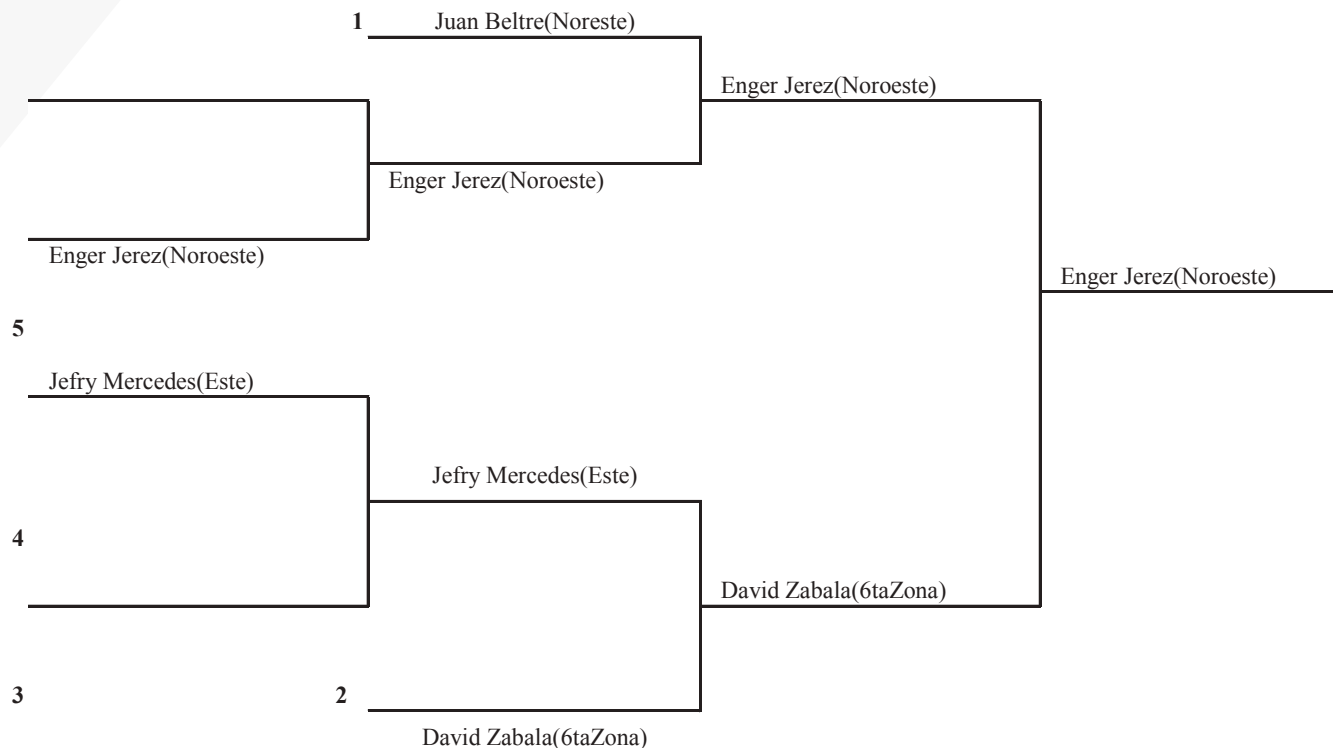 1 Juan Beltre(Noreste)
Enger Jerez(Noroeste)
Enger Jerez(Noroeste)
Enger Jerez(Noroeste)
Enger Jerez(Noroeste)
5
Jefry Mercedes(Este)
Jefry Mercedes(Este)
4
David Zabala(6taZona)
3 2
David Zabala(6taZona)